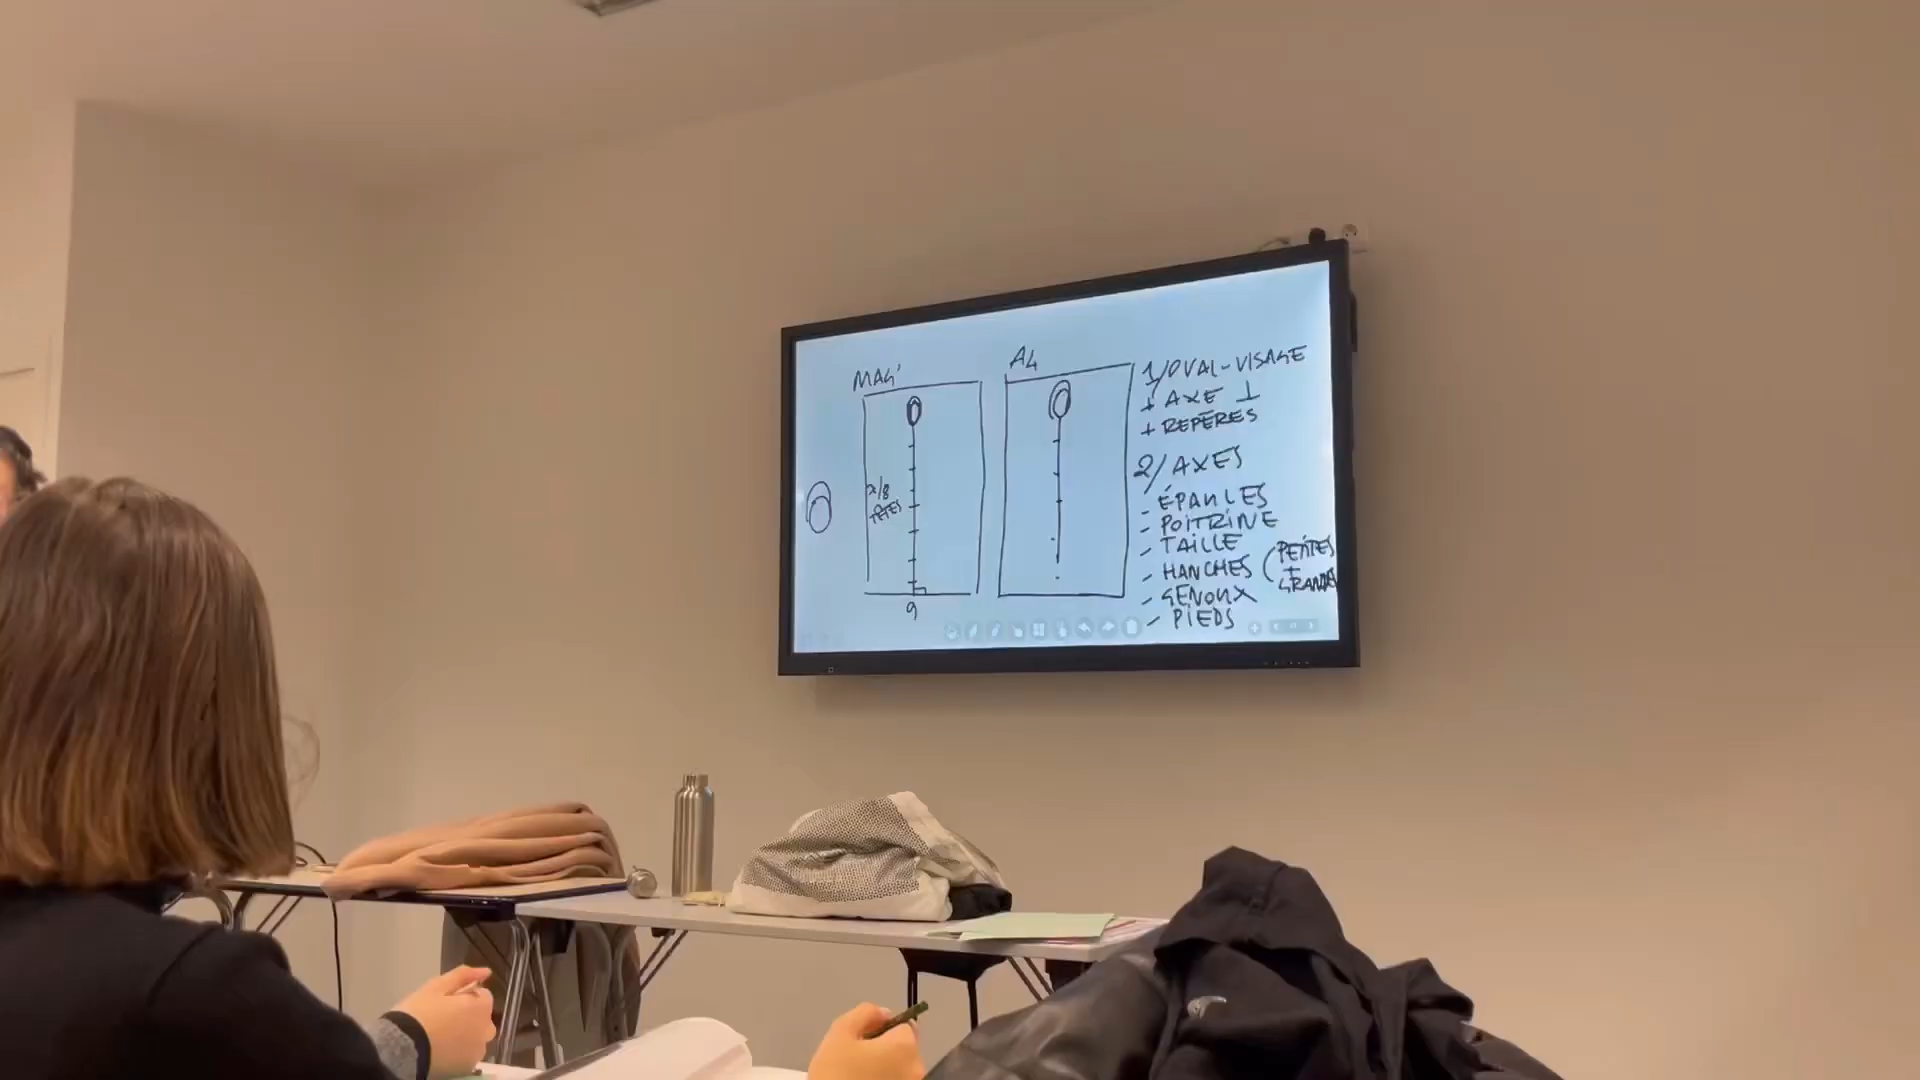 MAG'
x/8
TÊTES
9
A4
1/OVAL-VISAGE
+ AXE ⊥
+ REPÈRES
2/AXES
- ÉPAULES
- POITRINE
- TAILLE
- HANCHES (PETITES
+
GRANDES
- GENOUX
- PIEDS